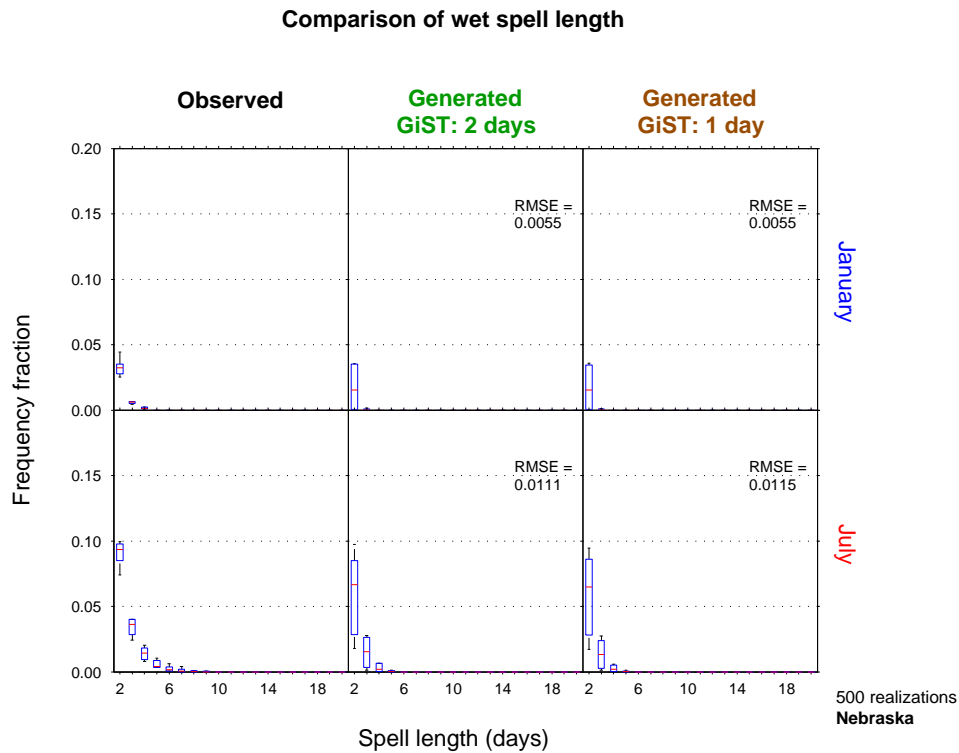 Comparison of wet spell length
Observed
Generated
GiST: 2 days
Generated
GiST: 1 day
0.20
0.15
0.10
0.05
0.00
RMSE =
0.0055
RMSE =
0.0055
January
Frequency fraction
0.15
0.10
0.05
0.00
RMSE =
0.0111
RMSE =
0.0115
July
2 6 10 14 18
2 6 10 14 18
2 6 10 14 18
Spell length (days)
500 realizations
Nebraska